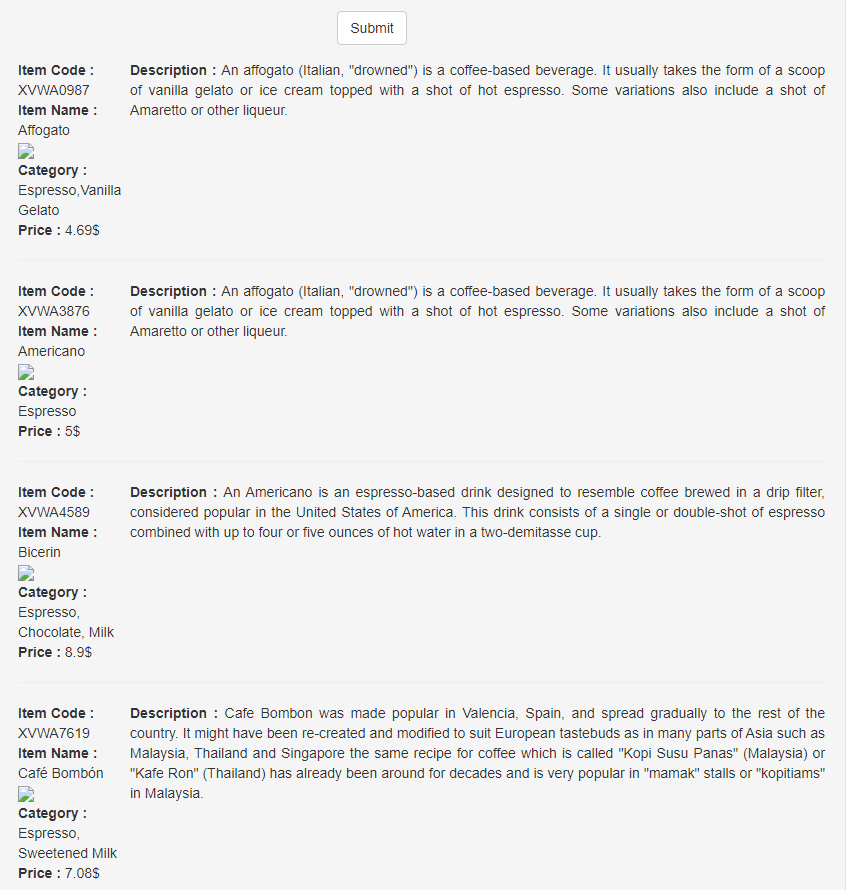 Submit
Item Code :
XVWA0987
Item Name :
Affogato
Category :
Espresso,Vanilla
Gelato
Price : 4.69$
Description : An affogato (Italian, "drowned") is a coffee-based beverage. It usually takes the form of a scoop
of vanilla gelato or ice cream topped with a shot of hot espresso. Some variations also include a shot of
Amaretto or other liqueur.
Item Code :
XVWA3876
Item Name :
Americano
Category :
Espresso
Price : 5$
Description : An affogato (Italian, "drowned") is a coffee-based beverage. It usually takes the form of a scoop
of vanilla gelato or ice cream topped with a shot of hot espresso. Some variations also include a shot of
Amaretto or other liqueur.
Item Code :
XVWA4589
Item Name :
Bicerin
Category :
Espresso,
Chocolate, Milk
Price : 8.9$
Description : An Americano is an espresso-based drink designed to resemble coffee brewed in a drip filter,
considered popular in the United States of America. This drink consists of a single or double-shot of espresso
combined with up to four or five ounces of hot water in a two-demitasse cup.
Item Code :
XVWA7619
Item Name :
Café Bombón
Category :
Espresso,
Sweetened Milk
Price : 7.08$
Description : Cafe Bombon was made popular in Valencia, Spain, and spread gradually to the rest of the
country. It might have been re-created and modified to suit European tastebuds as in many parts of Asia such as
Malaysia, Thailand and Singapore the same recipe for coffee which is called "Kopi Susu Panas" (Malaysia) or
"Kafe Ron" (Thailand) has already been around for decades and is very popular in "mamak" stalls or "kopitiams"
in Malaysia.